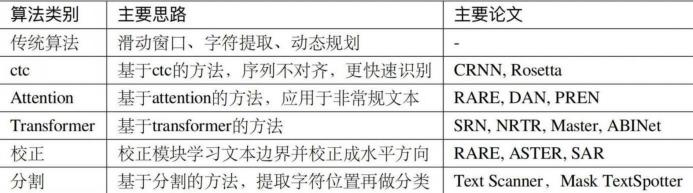 算法类别 主要思路 主要论文
传统算法 滑动窗口、字符提取、动态规划 -
ctc 基于ctc的方法，序列不对齐，更快速识别 CRNN, Rosetta
Attention 基于attention的方法，应用于非常规文本 RARE, DAN, PREN
Transformer 基于transformer的方法 SRN, NRTR, Master, ABINet
校正 校正模块学习文本边界并校正成水平方向 RARE, ASTER, SAR
分割 基于分割的方法，提取字符位置再做分类 Text Scanner，Mask TextSpotter